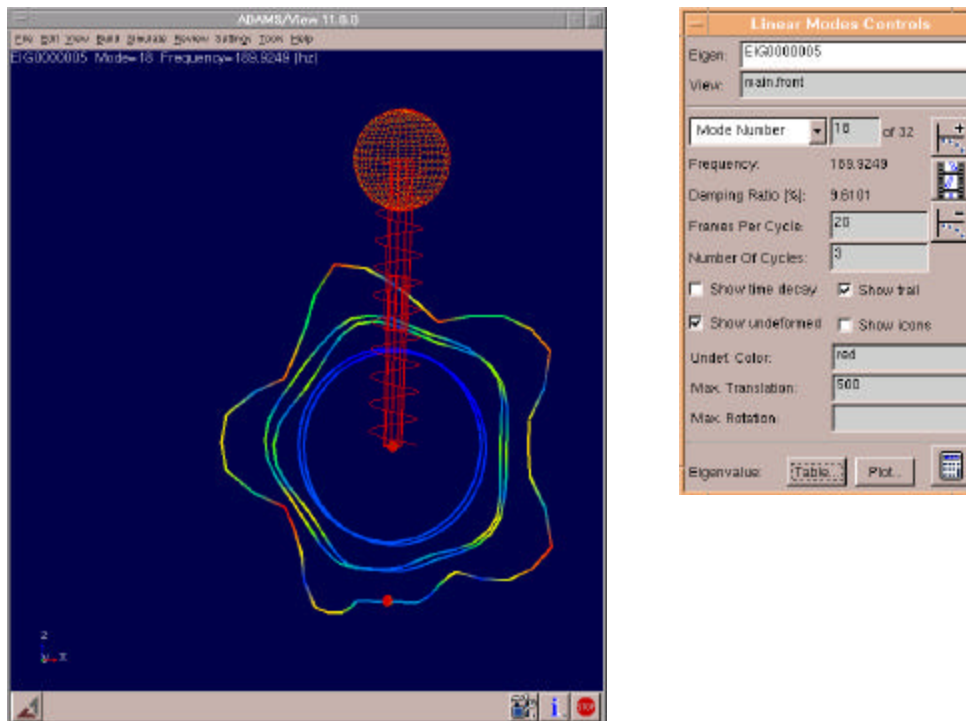 ADAMS/View 11.0.0
File Edit View Build Simulate Review Settings Tools Help
EIG0000005 Mode=18 Frequency=189.9249 (hz)
Z
Y X
STOP
Linear Modes Controls
Eigen: EIG0000005
View: main.front
Mode Number 18 of 32
Frequency: 189.9249
Damping Ratio [%]: 9.6101
Frames Per Cycle: 20
Number Of Cycles: 3
Show time decay Show trail
Show undeformed Show icons
Undef. Color: red
Max. Translation: 500
Max. Rotation:
Eigenvalue: Table... Plot...